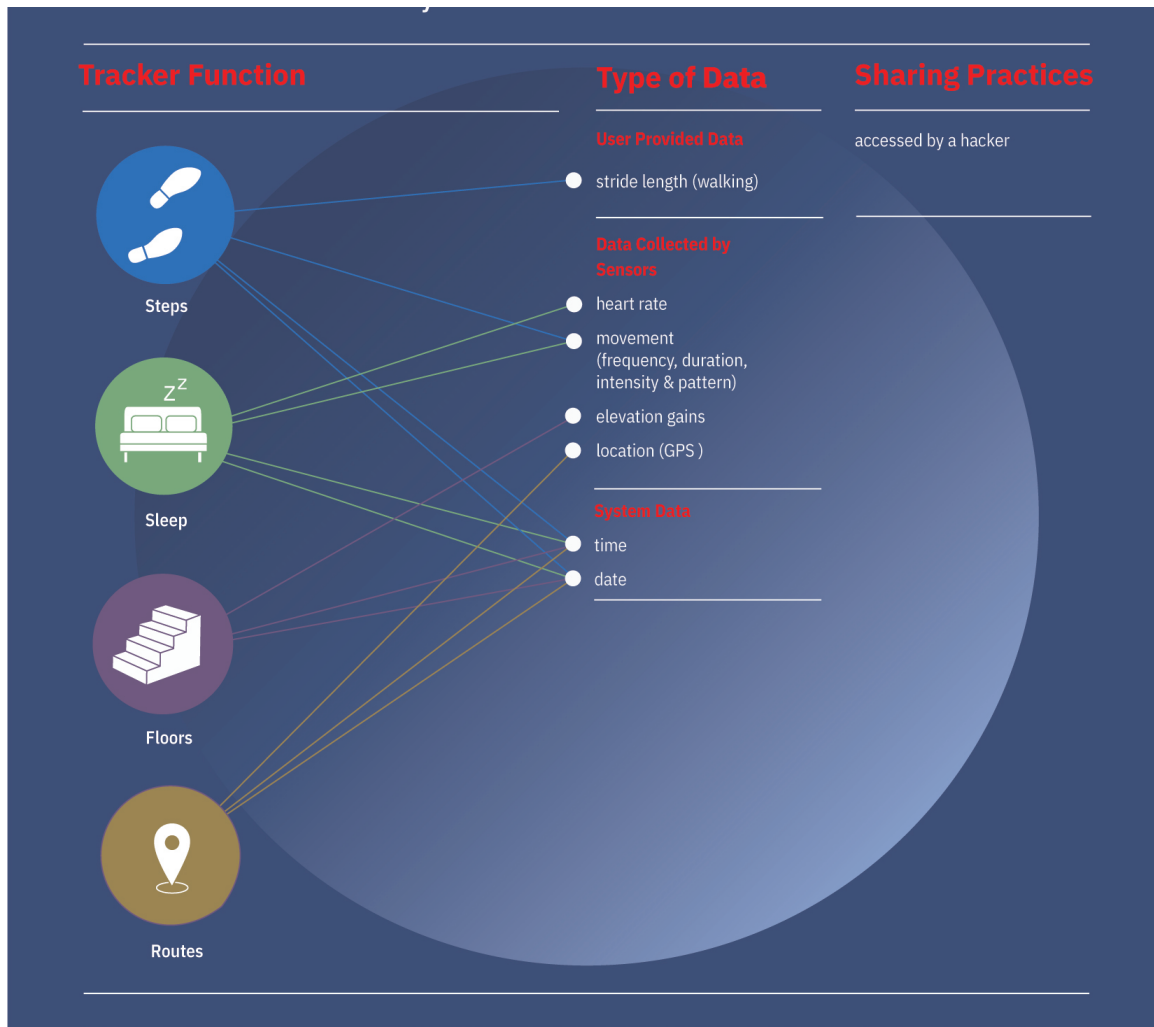 Tracker Function
Type of Data
Sharing Practices
User Provided Data
accessed by a hacker
stride length (walking)
Data Collected by
Sensors
heart rate
movement
(frequency, duration,
intensity & pattern)
elevation gains
location (GPS )
System Data
time
date
Steps
z z
Sleep
Floors
Routes